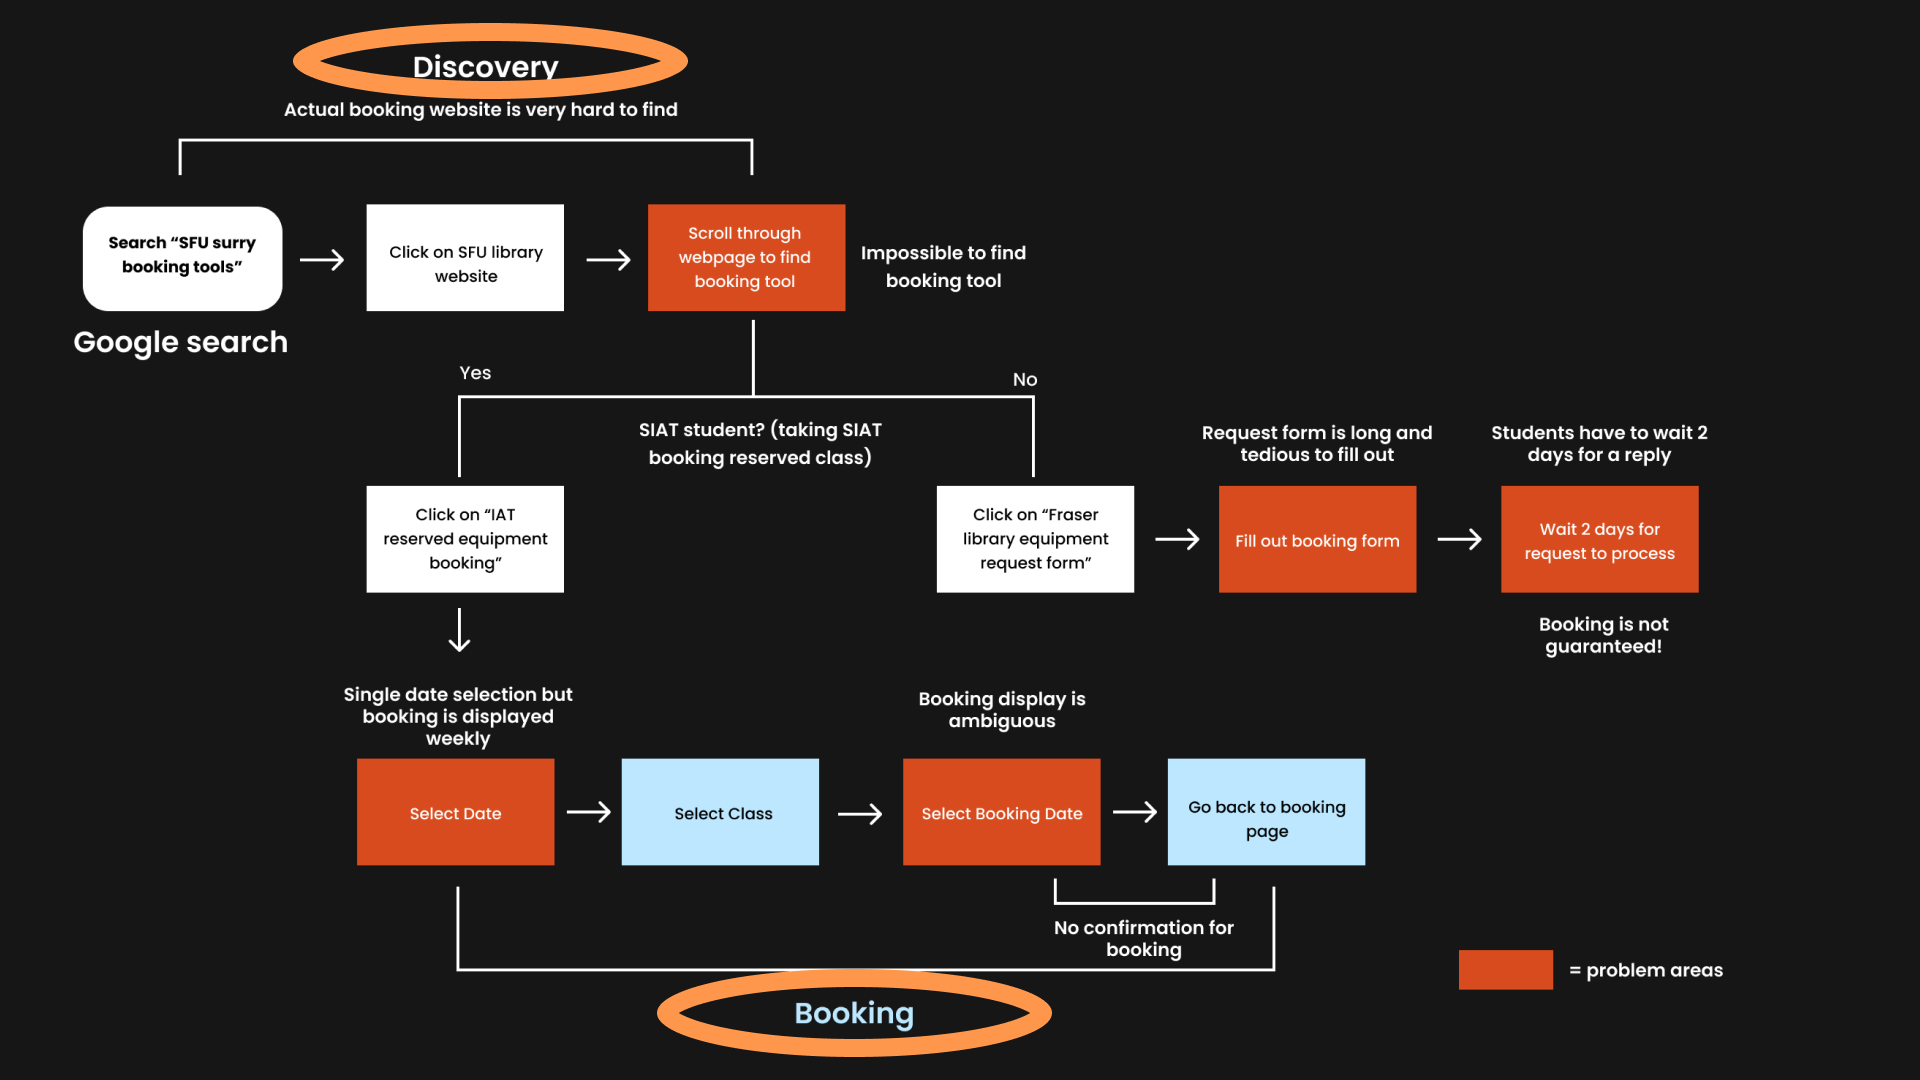 Discovery
Actual booking website is very hard to find
Search “SFU surry
booking tools”
Google search
Click on SFU library
website
Scroll through
webpage to find
booking tool
Impossible to find
booking tool
Yes
No
SIAT student? (taking SIAT
booking reserved class)
Click on “IAT
reserved equipment
booking”
Click on “Fraser
library equipment
request form”
Request form is long and
tedious to fill out
Fill out booking form
Students have to wait 2
days for a reply
Wait 2 days for
request to process
Booking is not
guaranteed!
Single date selection but
booking is displayed
weekly
Select Date
Select Class
Booking display is
ambiguous
Select Booking Date
Go back to booking
page
No confirmation for
booking
Booking
= problem areas